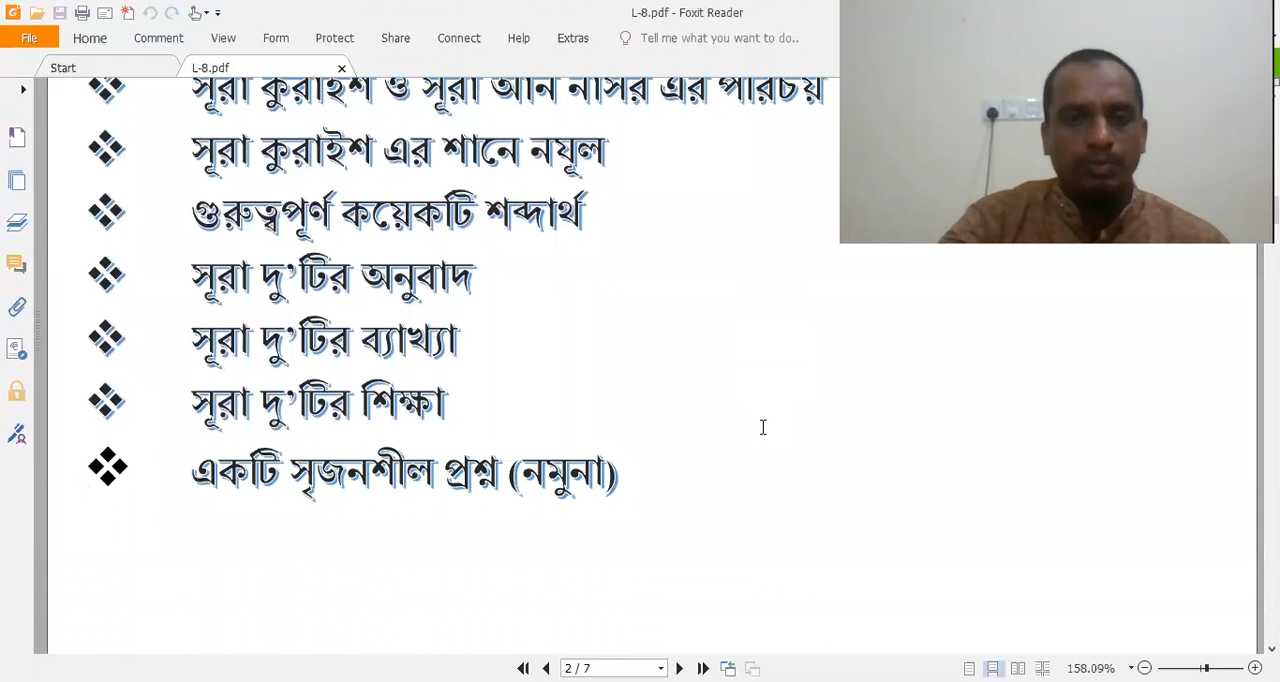 L-8.pdf - Foxit Reader
File Home Comment View Form Protect Share Connect Help Extras Tell me what you want to do..
Start L-8.pdf
সূরা কুরাইশ ও সূরা আন নাসর এর পরিচয়
সূরা কুরাইশ এর শানে নযূল
গুরুত্বপূর্ণ কয়েকটি শব্দার্থ
সূরা দু’টির অনুবাদ
সূরা দু’টির ব্যাখ্যা
সূরা দু’টির শিক্ষা
একটি সৃজনশীল প্রশ্ন (নমুনা)
2 / 7 158.09%